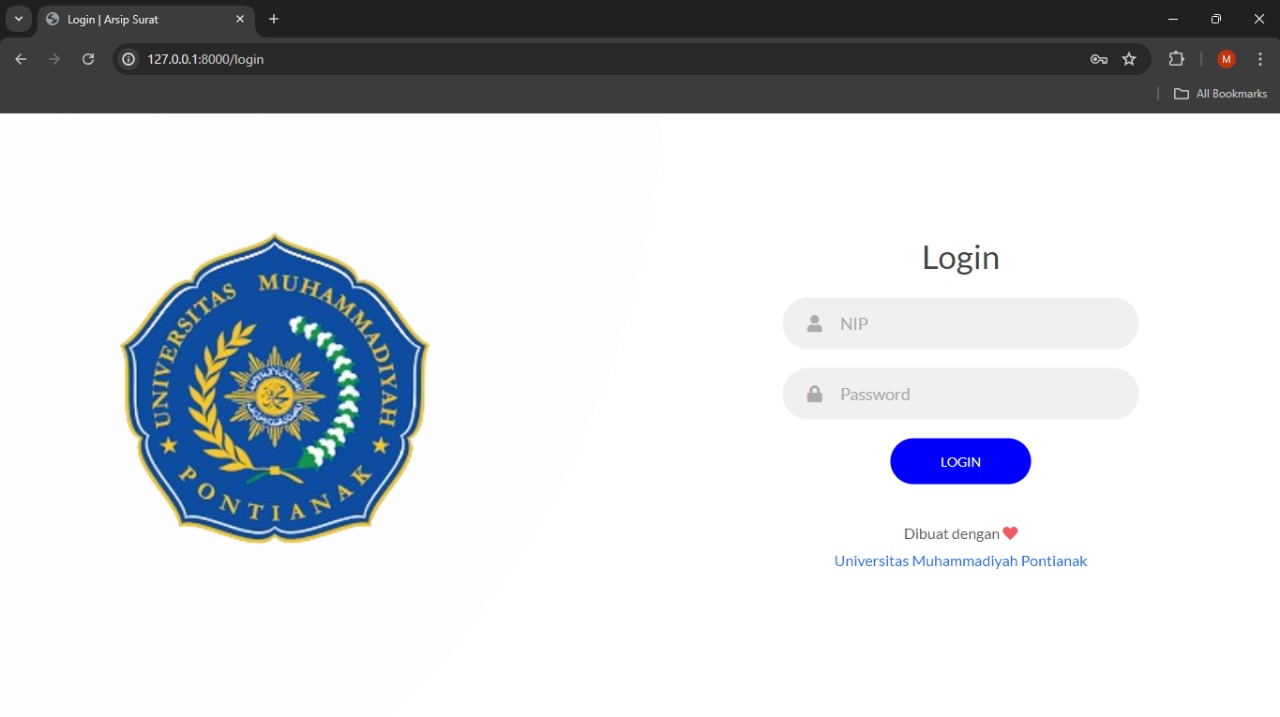 Login | Arsip Surat
127.0.0.1:8000/login
M
All Bookmarks
UNIVERSITAS MUHAMMADIYAH
PONTIANAK
Login
NIP
Password
LOGIN
Dibuat dengan ❤
Universitas Muhammadiyah Pontianak